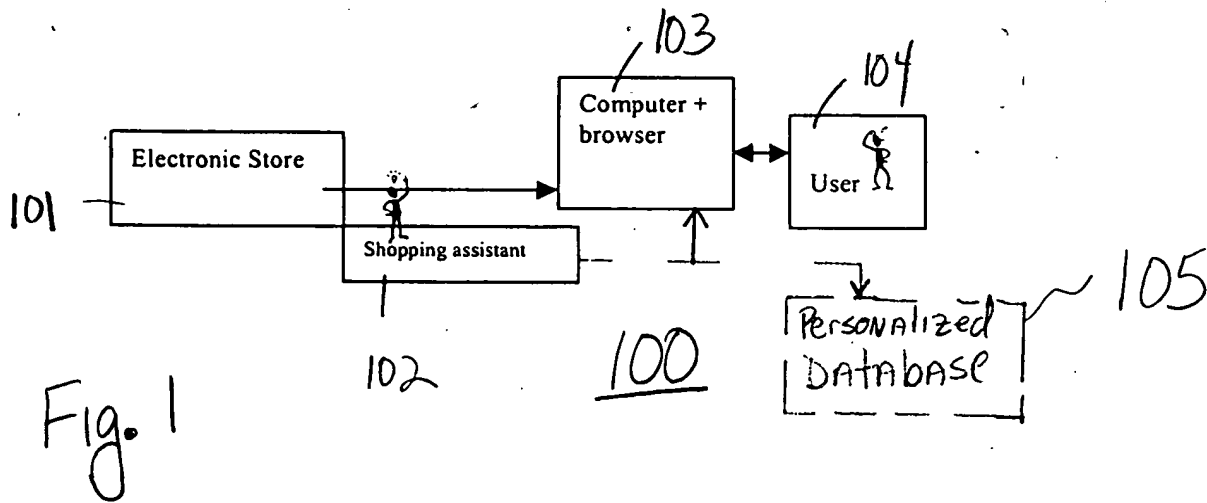 103
104
Computer +
browser
Electronic Store
User
101
Shopping assistant
105
Personalized
Database
100
102
Fig. 1